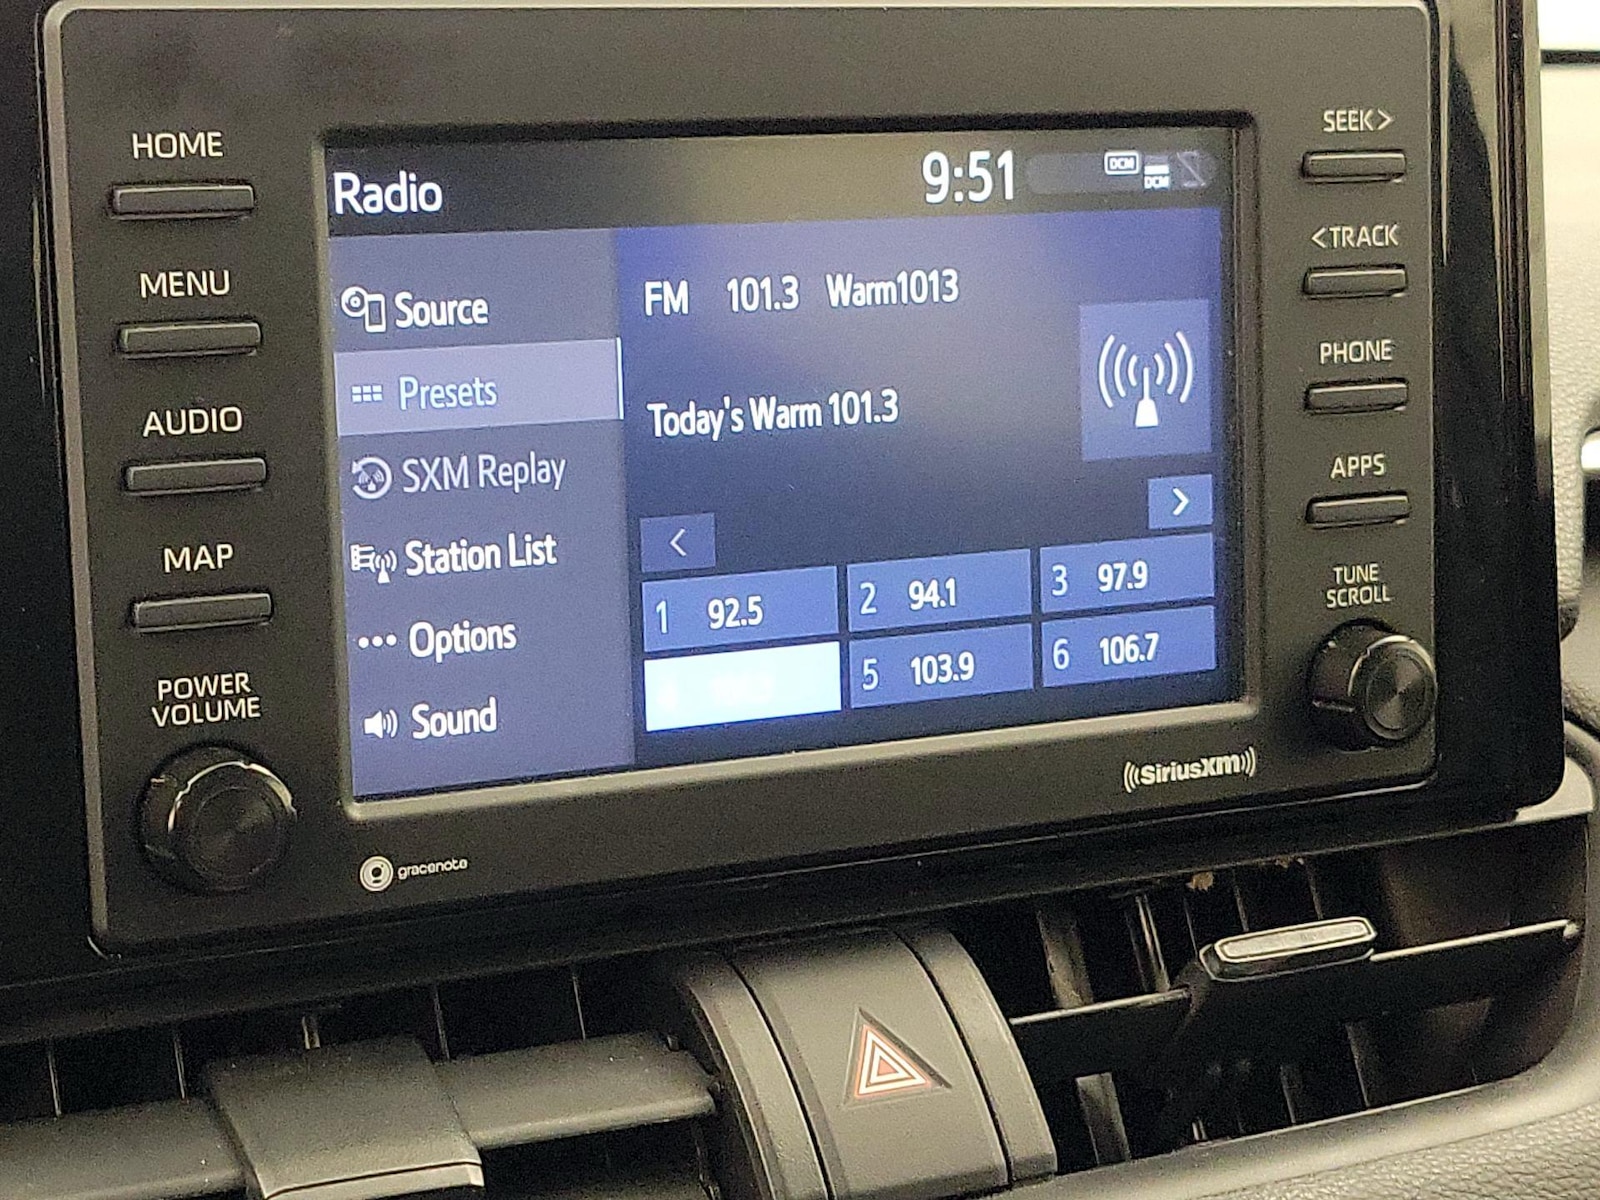 HOME
MENU
AUDIO
MAP
POWER
VOLUME
Radio
9:51
DCM
DCM
Source
Presets
SXM Replay
Station List
Options
Sound
FM 101.3 Warm1013
Today's Warm 101.3
<
>
1 92.5
2 94.1
3 97.9
5 103.9
6 106.7
SEEK>
<TRACK
PHONE
APPS
TUNE
SCROLL
gracenote
SiriusXM